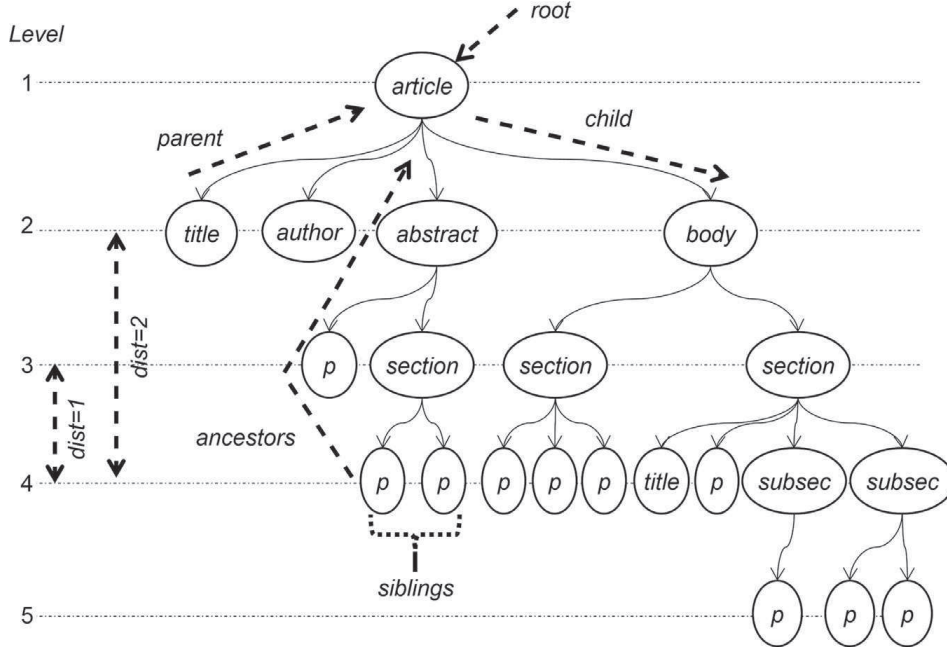 root
Level
1
article
parent
child
2
title author abstract body
dist=2
3
p section section section
dist=1
ancestors
4
p p p p p title p subsec subsec
siblings
5
p p p